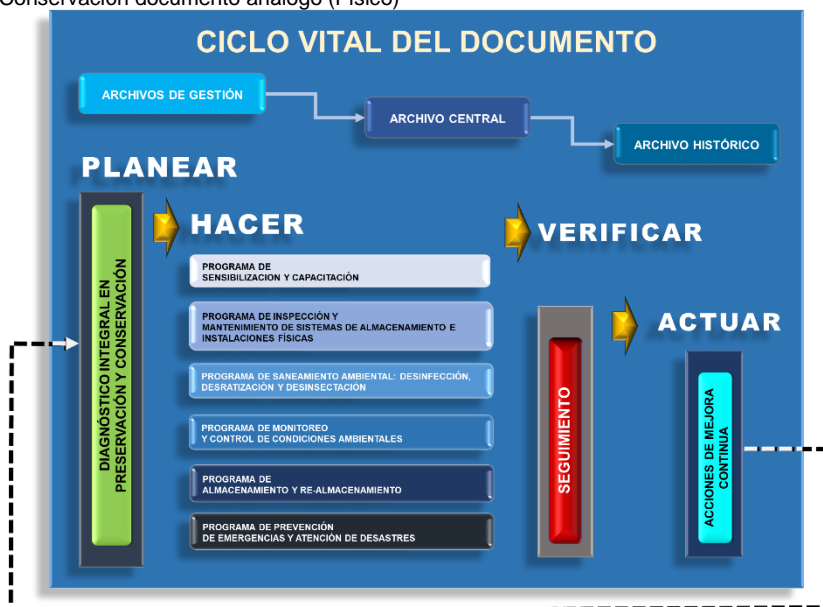 Conservación documento análogo (Físico)
CICLO VITAL DEL DOCUMENTO
ARCHIVOS DE GESTIÓN
ARCHIVO CENTRAL
ARCHIVO HISTÓRICO
PLANEAR
DIAGNÓSTICO INTEGRAL EN
PRESERVACIÓN Y CONSERVACIÓN
HACER
PROGRAMA DE
SENSIBILIZACION Y CAPACITACIÓN
PROGRAMA DE INSPECCIÓN Y
MANTENIMIENTO DE SISTEMAS DE ALMACENAMIENTO E
INSTALACIONES FÍSICAS
PROGRAMA DE SANEAMIENTO AMBIENTAL: DESINFECCIÓN,
DESRATIZACIÓN Y DESINSECTACIÓN
PROGRAMA DE MONITOREO
Y CONTROL DE CONDICIONES AMBIENTALES
PROGRAMA DE
ALMACENAMIENTO Y RE-ALMACENAMIENTO
PROGRAMA DE PREVENCIÓN
DE EMERGENCIAS Y ATENCIÓN DE DESASTRES
VERIFICAR
SEGUIMIENTO
ACTUAR
ACCIONES DE MEJORA
CONTINUA